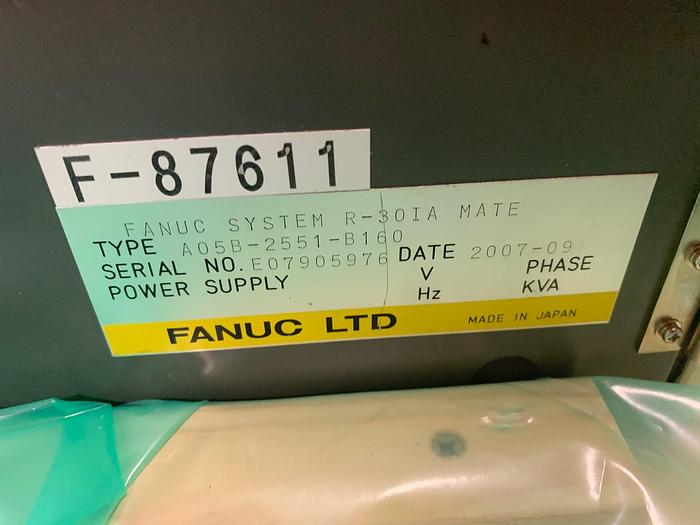 F-87611
FANUC SYSTEM R-30IA MATE
TYPE A05B-2551-B160
SERIAL NO. E07905976 DATE 2007-09
POWER SUPPLY V PHASE
Hz KVA
FANUC LTD MADE IN JAPAN